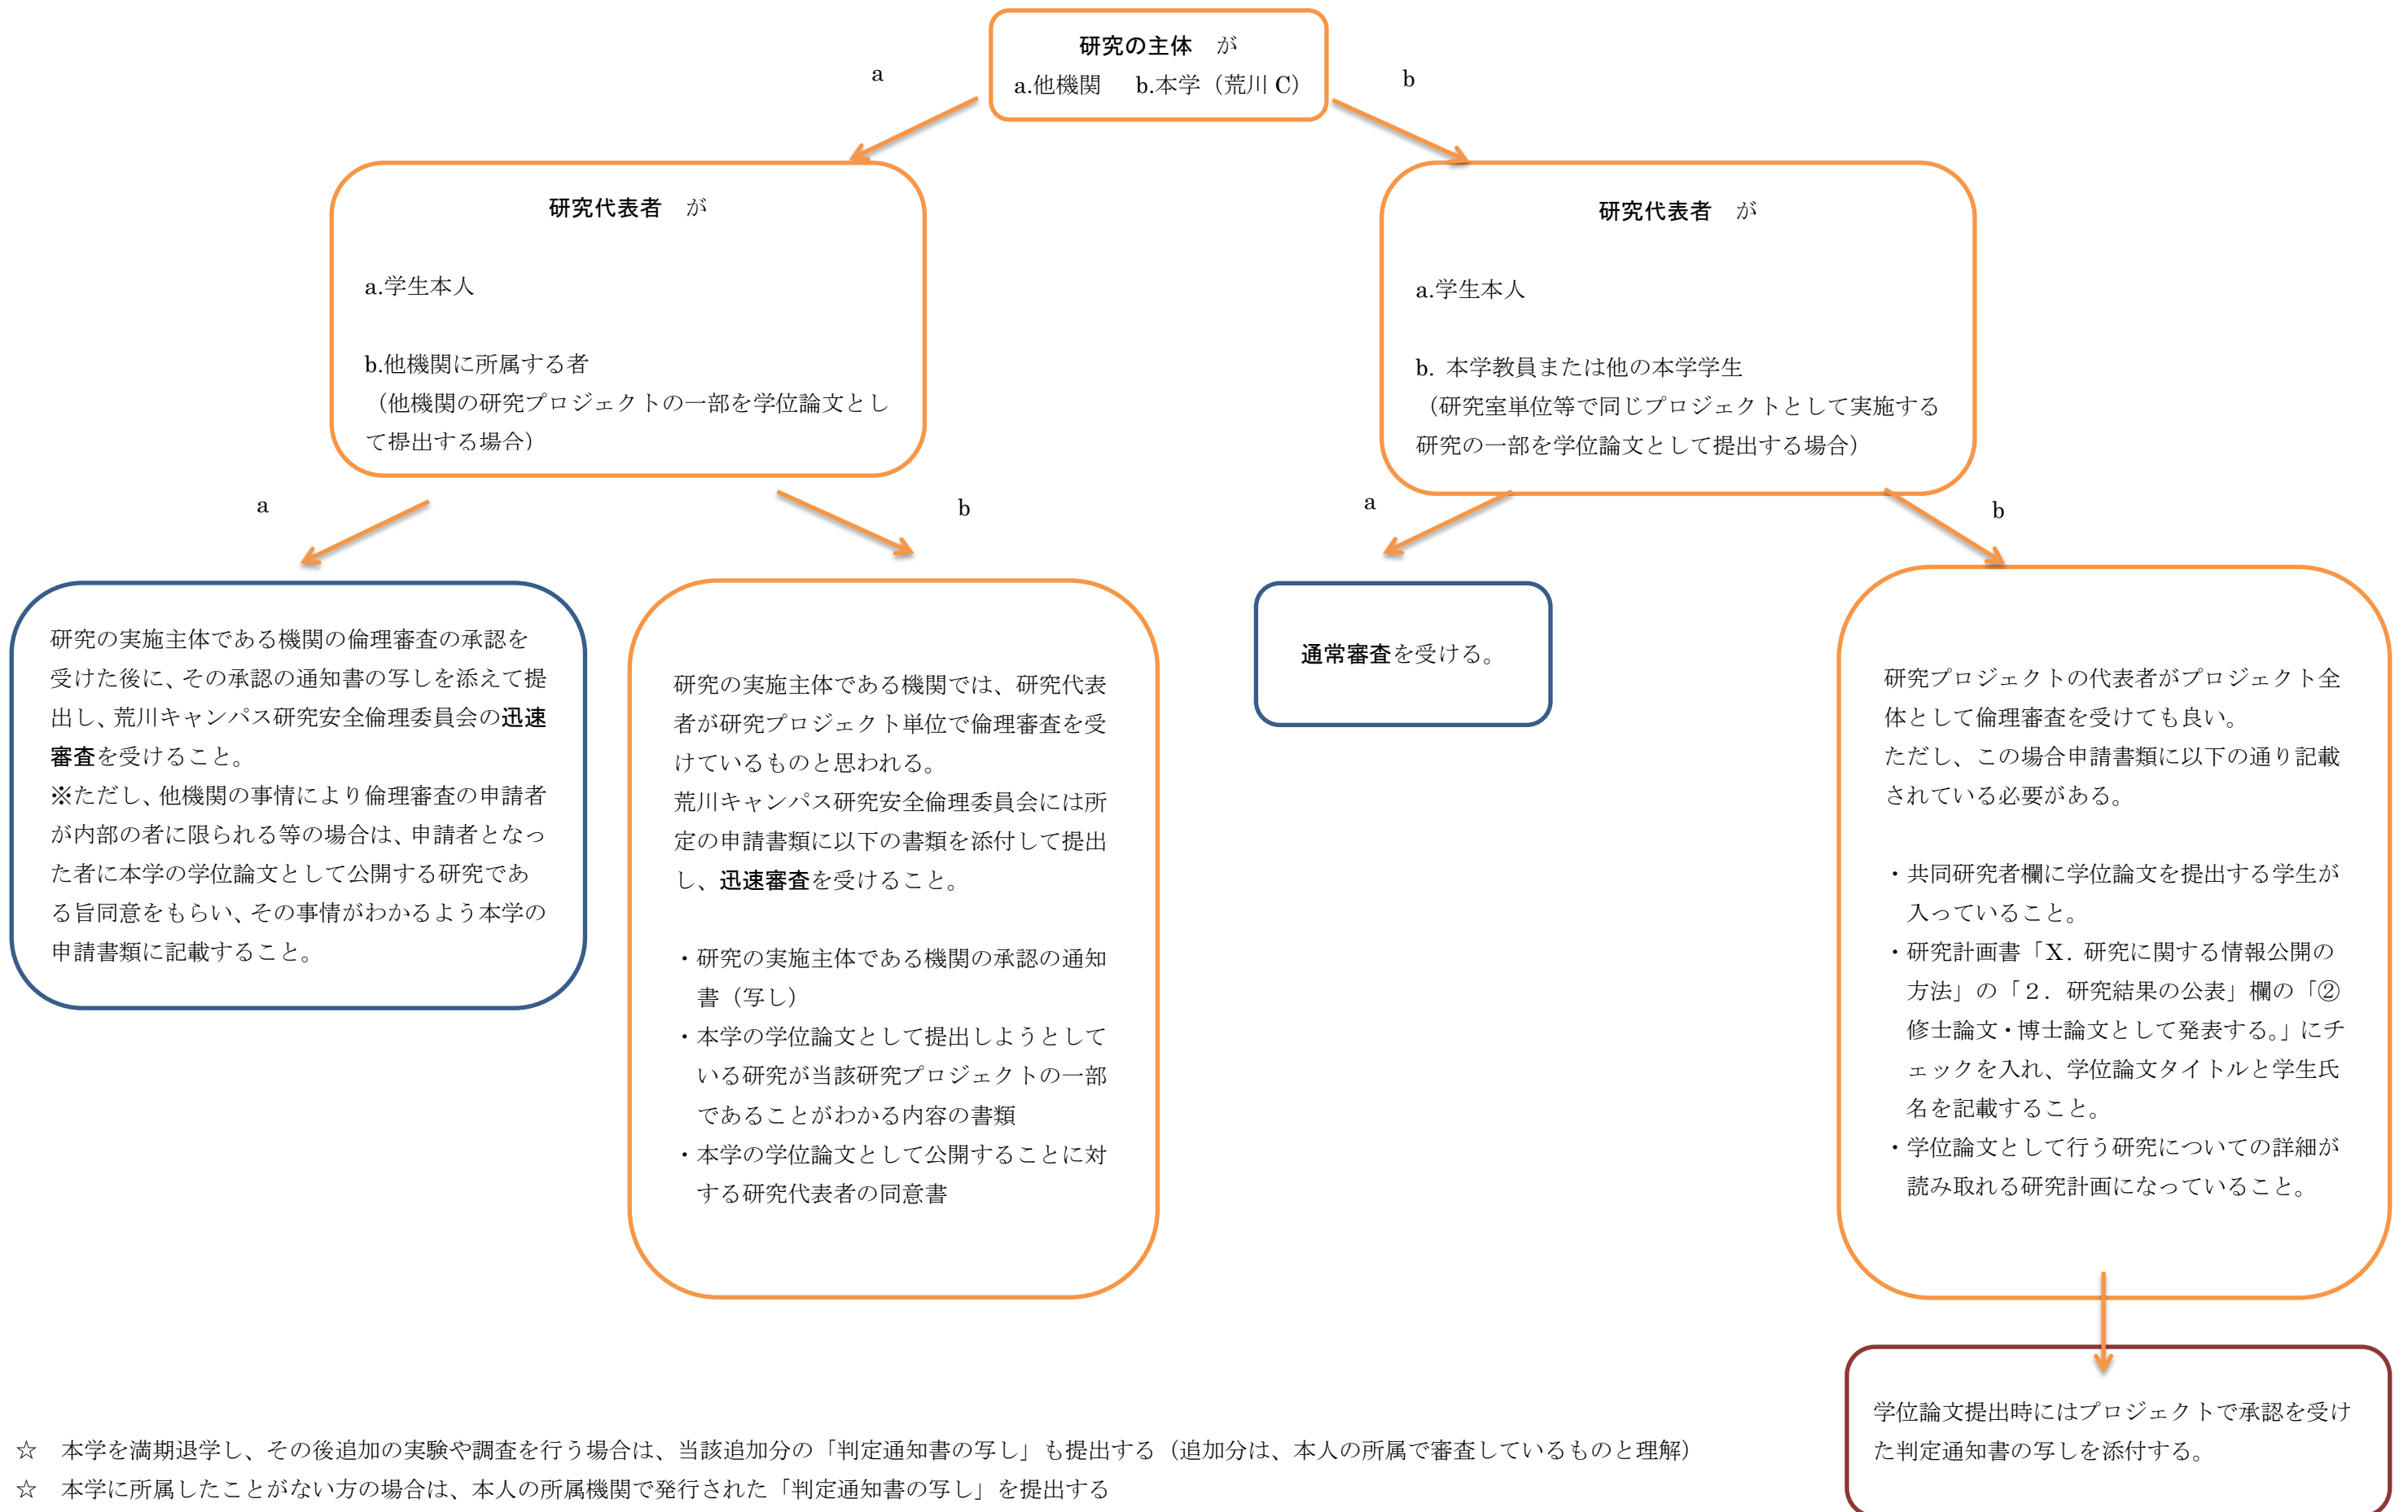 研究の主体　が
a.他機関　b.本学（荒川 C）
a
b
研究代表者　が
a.学生本人
b.他機関に所属する者
（他機関の研究プロジェクトの一部を学位論文とし
て提出する場合）
研究代表者　が
a.学生本人
b. 本学教員または他の本学学生
（研究室単位等で同じプロジェクトとして実施する
研究の一部を学位論文として提出する場合）
a
b
a
b
研究の実施主体である機関の倫理審査の承認を
受けた後に、その承認の通知書の写しを添えて提
出し、荒川キャンパス研究安全倫理委員会の迅速
審査を受けること。
※ただし、他機関の事情により倫理審査の申請者
が内部の者に限られる等の場合は、申請者となっ
た者に本学の学位論文として公開する研究であ
る旨同意をもらい、その事情がわかるよう本学の
申請書類に記載すること。
研究の実施主体である機関では、研究代表
者が研究プロジェクト単位で倫理審査を受
けているものと思われる。
荒川キャンパス研究安全倫理委員会には所
定の申請書類に以下の書類を添付して提出
し、迅速審査を受けること。
・研究の実施主体である機関の承認の通知
書（写し）
・本学の学位論文として提出しようとして
いる研究が当該研究プロジェクトの一部
であることがわかる内容の書類
・本学の学位論文として公開することに対
する研究代表者の同意書
通常審査を受ける。
研究プロジェクトの代表者がプロジェクト全
体として倫理審査を受けても良い。
ただし、この場合申請書類に以下の通り記載
されている必要がある。
・共同研究者欄に学位論文を提出する学生が
入っていること。
・研究計画書「X. 研究に関する情報公開の
方法」の「２．研究結果の公表」欄の「②
修士論文・博士論文として発表する。」にチ
ェックを入れ、学位論文タイトルと学生氏
名を記載すること。
・学位論文として行う研究についての詳細が
読み取れる研究計画になっていること。
学位論文提出時にはプロジェクトで承認を受け
た判定通知書の写しを添付する。
☆　本学を満期退学し、その後追加の実験や調査を行う場合は、当該追加分の「判定通知書の写し」も提出する（追加分は、本人の所属で審査しているものと理解）
☆　本学に所属したことがない方の場合は、本人の所属機関で発行された「判定通知書の写し」を提出する